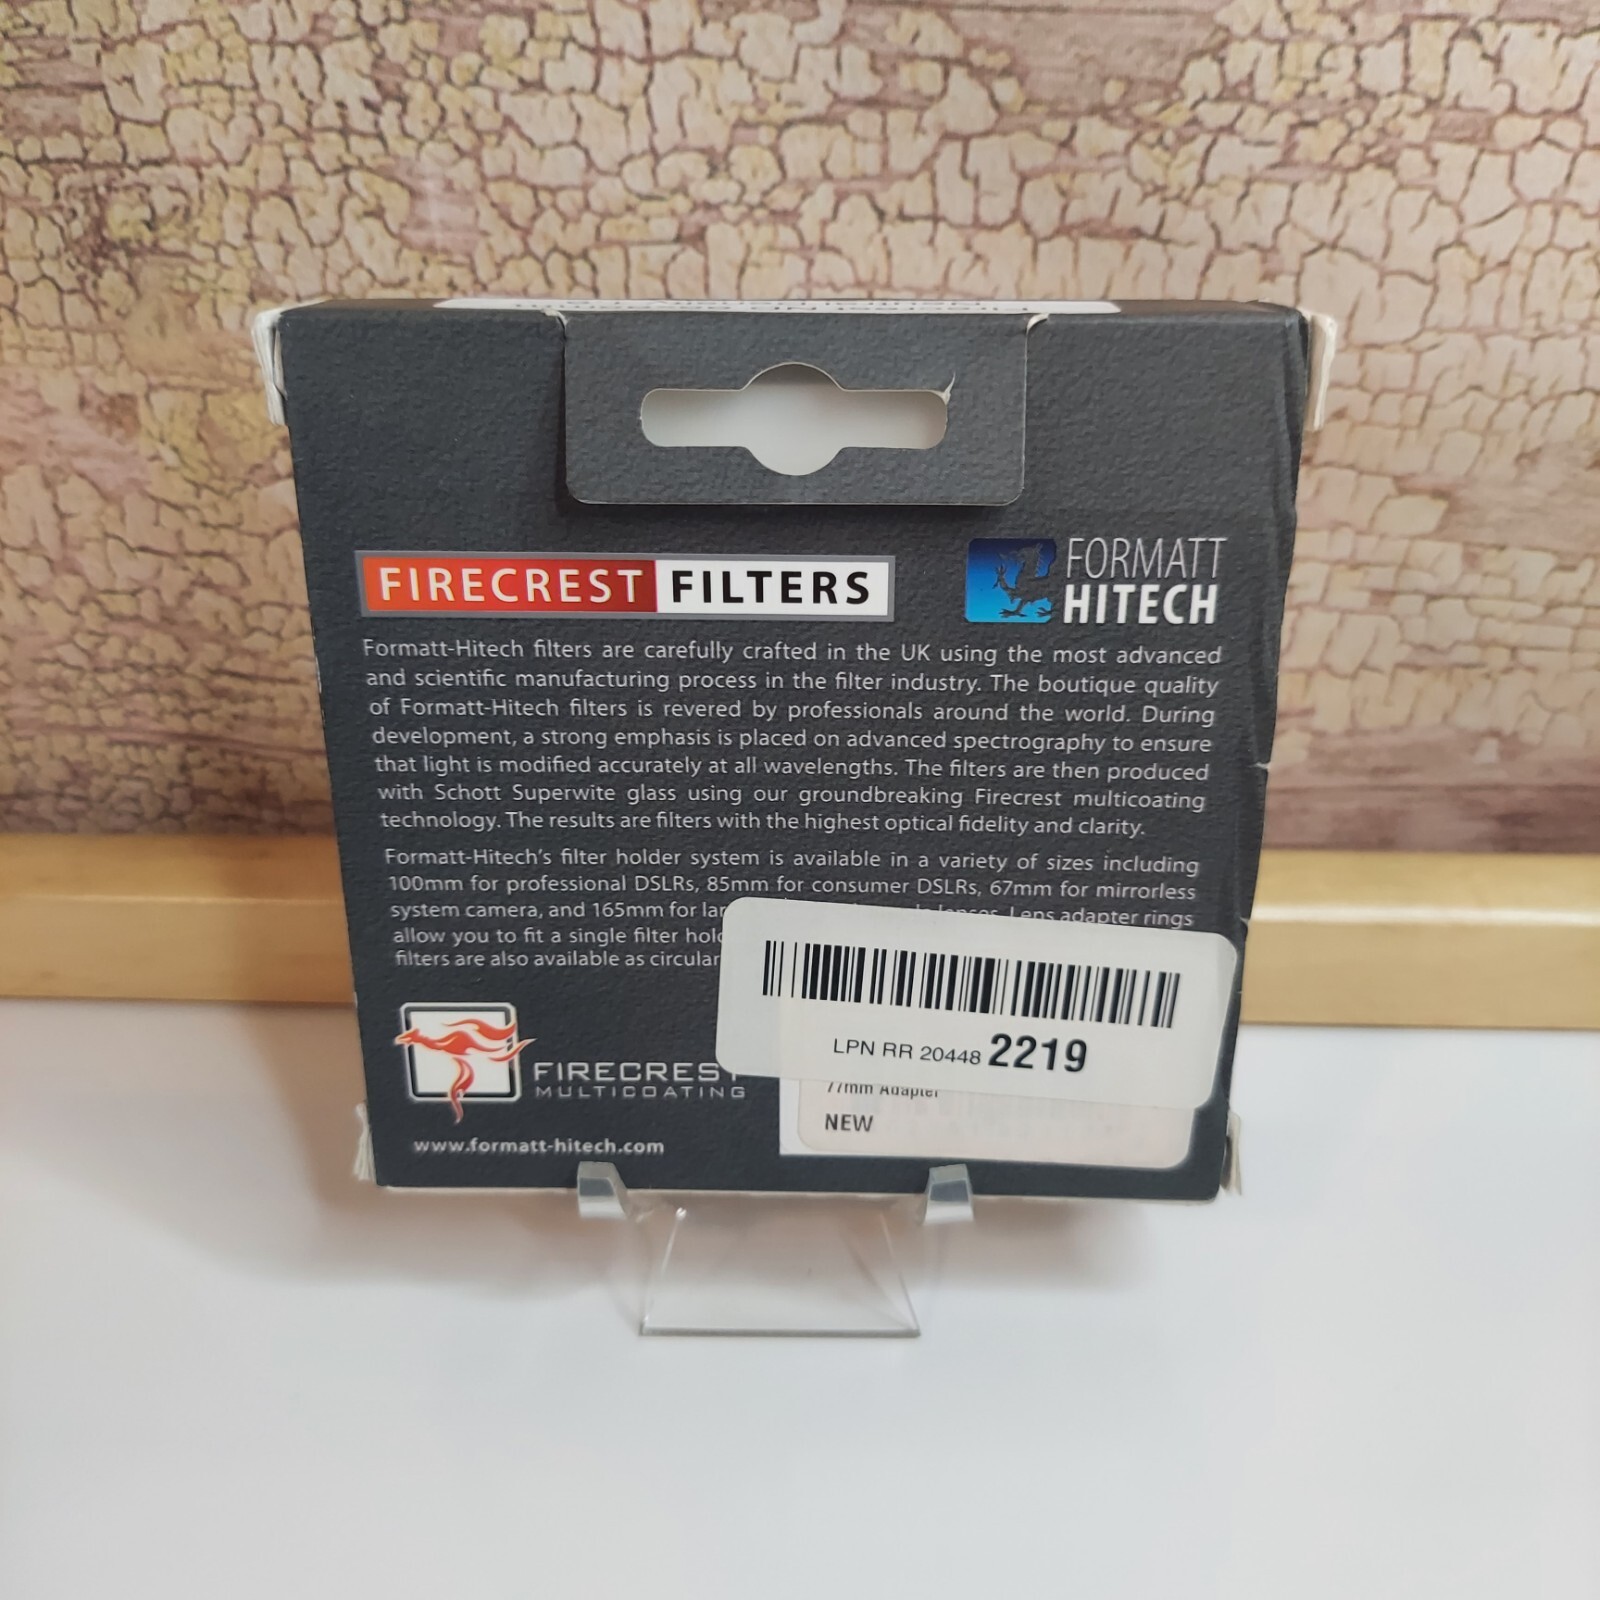 FIRECREST FILTERS
FORMATT
HITECH
Formatt-Hitech filters are carefully crafted in the UK using the most advanced
and scientific manufacturing process in the filter industry. The boutique quality
of Formatt-Hitech filters is revered by professionals around the world. During
development, a strong emphasis is placed on advanced spectrography to ensure
that light is modified accurately at all wavelengths. The filters are then produced
with Schott Superwite glass using our groundbreaking Firecrest multicoating
technology. The results are filters with the highest optical fidelity and clarity.
Formatt-Hitech's filter holder system is available in a variety of sizes including
100mm for professional DSLRs, 85mm for consumer DSLRs, 67mm for mirrorless
system camera, and 165mm for lenses. Lens adapter rings
allow you to fit a single filter
filters are also available as circular
LPN RR 20448 2219
77mm Adapter
NEW
FIRECREST
MULTICOATING
www.formatt-hitech.com